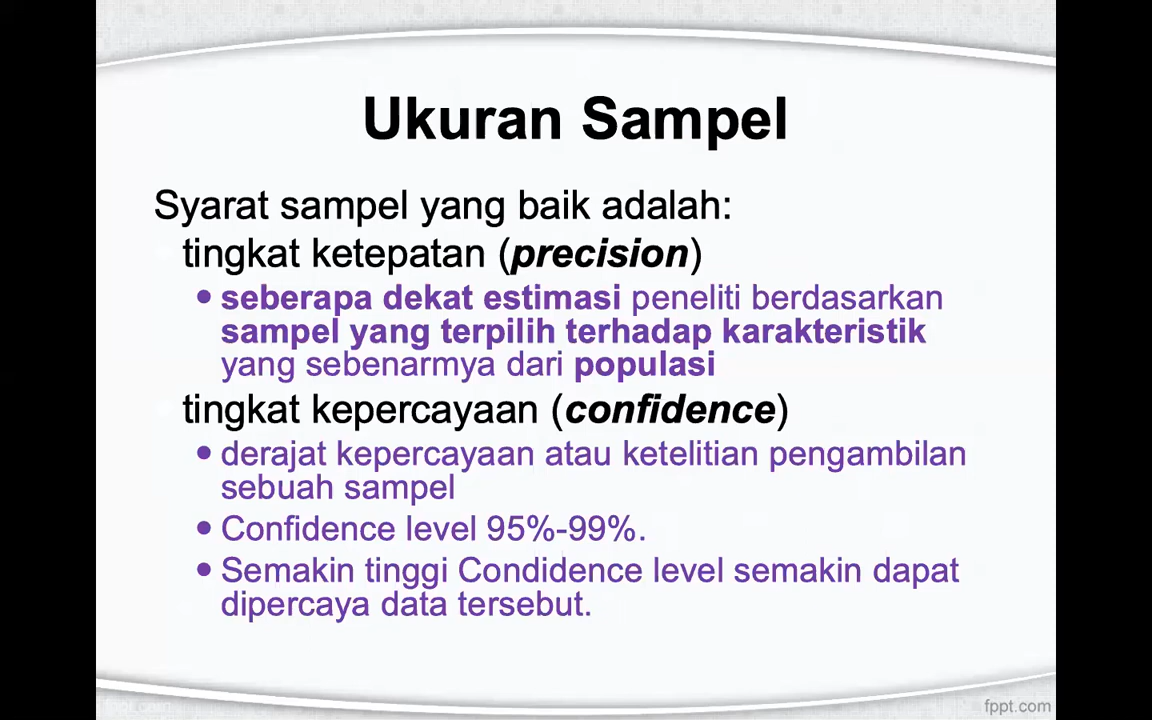 Ukuran Sampel
Syarat sampel yang baik adalah:
tingkat ketepatan (precision)
• seberapa dekat estimasi peneliti berdasarkan
sampel yang terpilih terhadap karakteristik
yang sebenarmya dari populasi
tingkat kepercayaan (confidence)
• derajat kepercayaan atau ketelitian pengambilan
sebuah sampel
• Confidence level 95%-99%.
• Semakin tinggi Condidence level semakin dapat
dipercaya data tersebut.
fppt.com
fppt.com